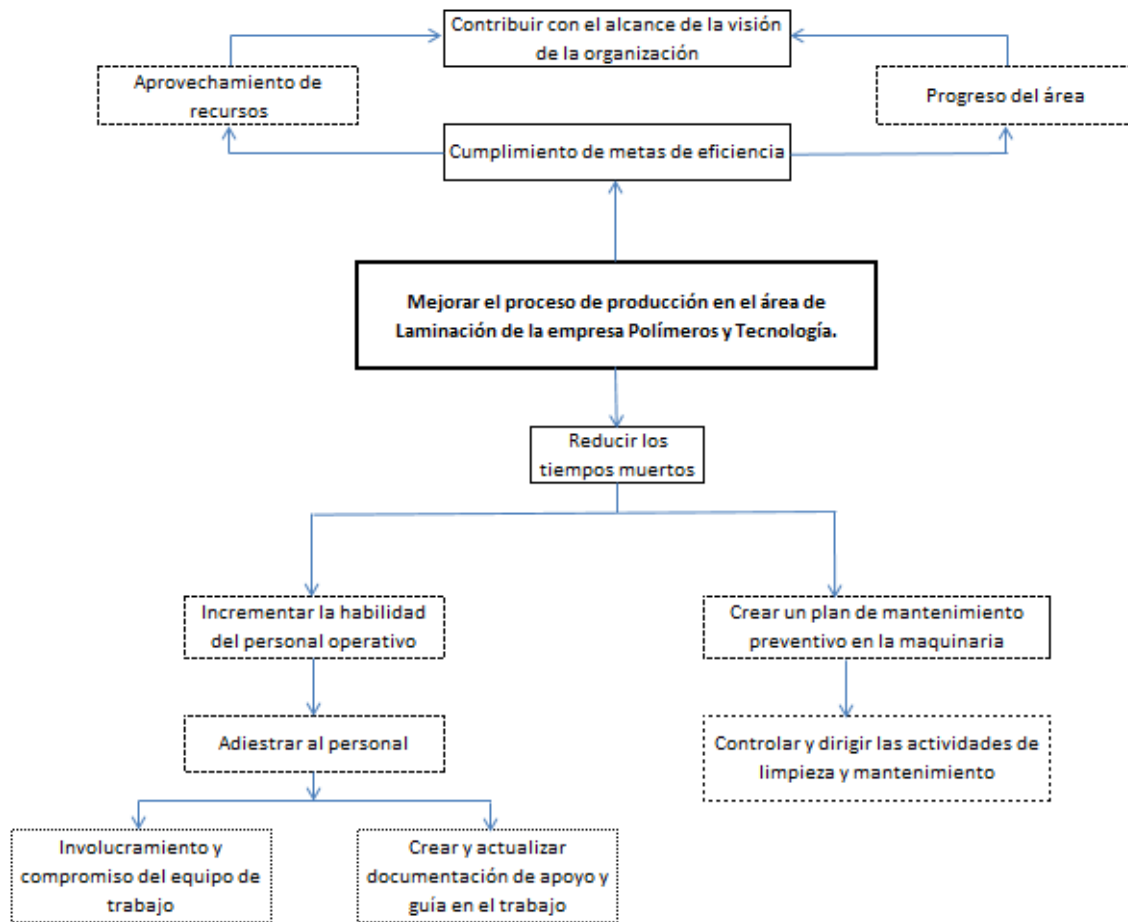 Contribuir con el alcance de la visión
de la organización
Aprovechamiento de
recursos
Progreso del área
Cumplimiento de metas de eficiencia
Mejorar el proceso de producción en el área de
Laminación de la empresa Polímeros y Tecnología.
Reducir los
tiempos muertos
Incrementar la habilidad
del personal operativo
Crear un plan de mantenimiento
preventivo en la maquinaria
Adiestrar al personal
Controlar y dirigir las actividades de
limpieza y mantenimiento
Involucramiento y
compromiso del equipo de
trabajo
Crear y actualizar
documentación de apoyo y
guía en el trabajo